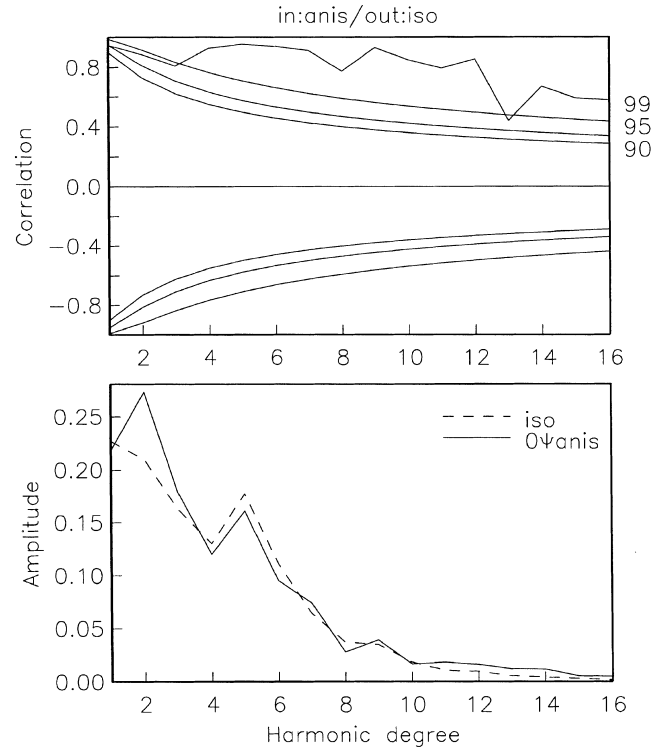 in:anis/out:iso
0.8
0.4
0.0
−0.4
−0.8
Correlation
99
95
90
2 4 6 8 10 12 14 16
0.25
0.20
0.15
0.10
0.05
0.00
Amplitude
iso
0Ψanis
2 4 6 8 10 12 14 16
Harmonic degree